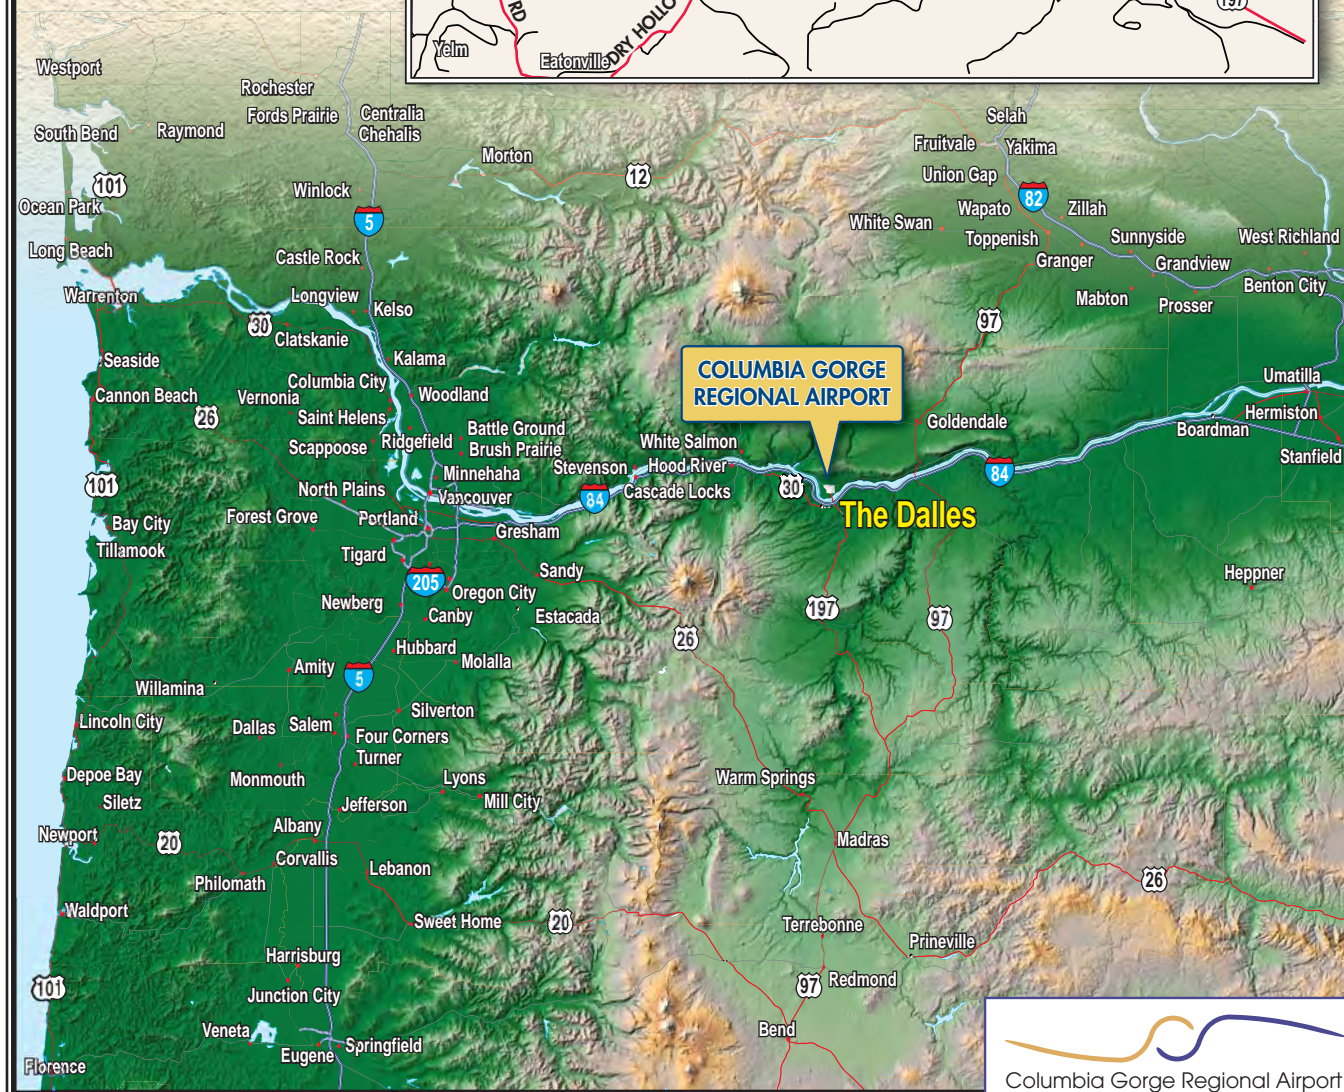 RD
DRY HOLLO
197
Yelm
Eatonville
Westport
Rochester
Fords Prairie
Centralia
Chehalis
South Bend
Raymond
Selah
Fruitvale
Yakima
Morton
12
Union Gap
101
Winlock
82
Ocean Park
5
Wapato
Zillah
White Swan
Toppenish
Sunnyside
West Richland
Long Beach
Castle Rock
Granger
Grandview
Warrenton
Longview
Kelso
Mabton
Prosser
Benton City
30
Clatskanie
97
Seaside
Kalama
COLUMBIA GORGE
REGIONAL AIRPORT
Columbia City
Umatilla
Cannon Beach
Vernonia
Woodland
26
Saint Helens
Goldendale
Hermiston
Battle Ground
Boardman
Scappoose
Ridgefield
Brush Prairie
White Salmon
Stanfield
Minnehaha
Stevenson
Hood River
84
101
North Plains
Vancouver
84
Cascade Locks
30
Forest Grove
Portland
The Dalles
Bay City
Gresham
Tillamook
Tigard
Sandy
Heppner
205
Oregon City
Newberg
Canby
Estacada
197
97
26
Hubbard
Amity
Molalla
5
Willamina
Lincoln City
Silverton
Dallas
Salem
Four Corners
Turner
Depoe Bay
Monmouth
Lyons
Warm Springs
Siletz
Jefferson
Mill City
Newport
Albany
20
Madras
Corvallis
Lebanon
Philomath
26
Waldport
Sweet Home
20
Terrebonne
Prineville
Harrisburg
101
Junction City
97
Redmond
Veneta
Bend
Eugene
Springfield
Florence
Columbia Gorge Regional Airport